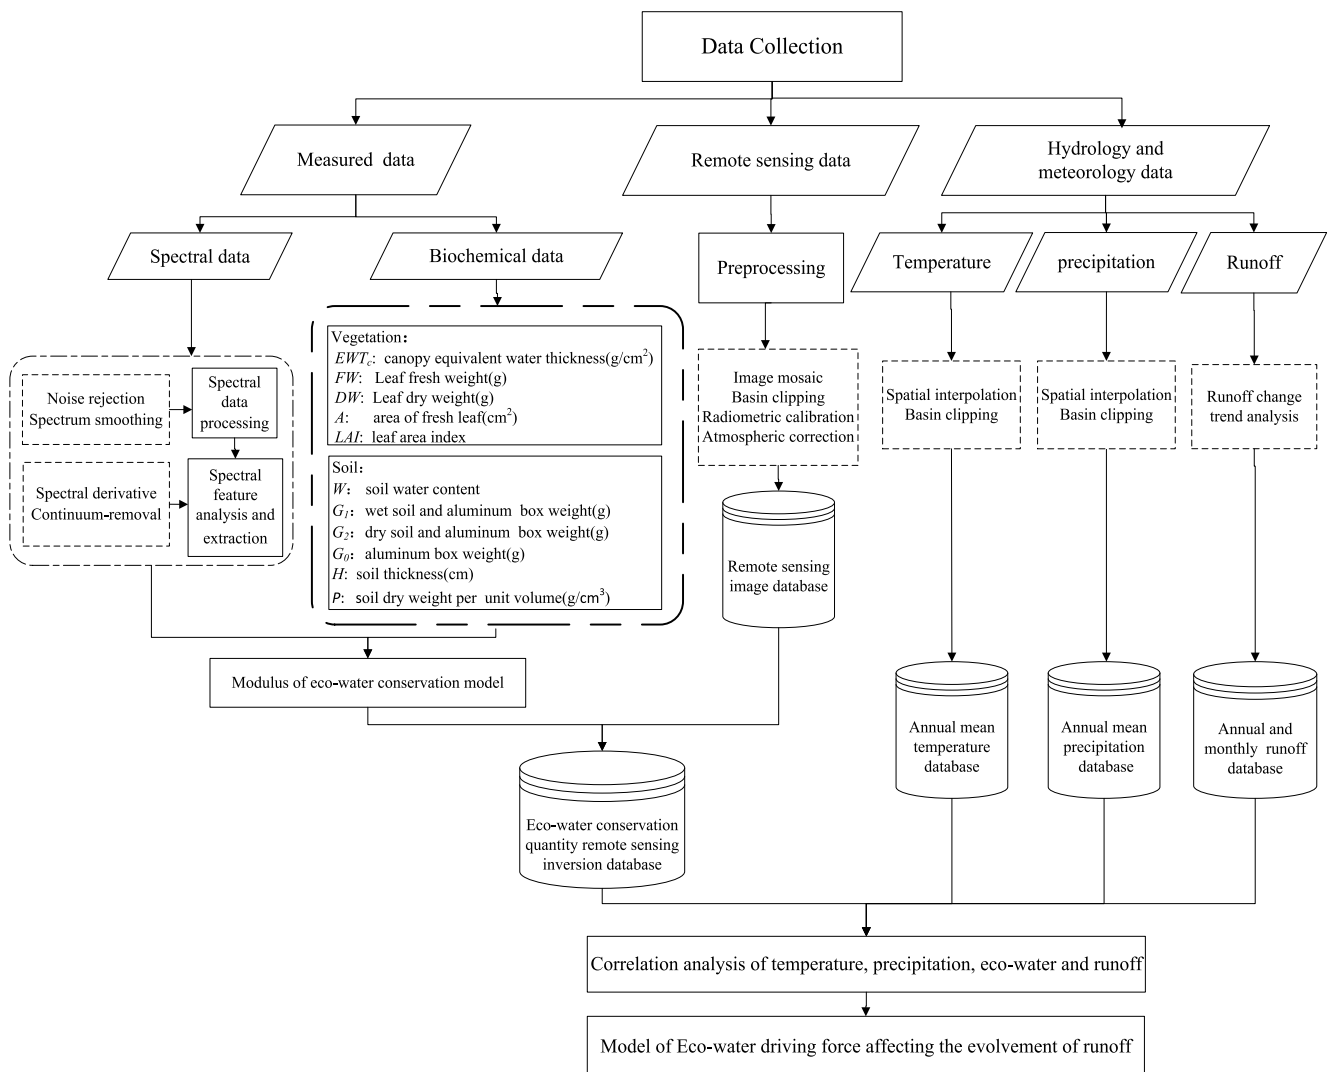 Data Collection
Measured data
Remote sensing data
Hydrology and
meteorology data
Spectral data
Biochemical data
Preprocessing
Temperature
precipitation
Runoff
Noise rejection
Spectrum smoothing
Spectral
data
processing
Spectral derivative
Continuum-removal
Spectral
feature
analysis and
extraction
Vegetation：
EWTc: canopy equivalent water thickness(g/cm²)
FW: Leaf fresh weight(g)
DW: Leaf dry weight(g)
A: area of fresh leaf(cm²)
LAI: leaf area index
Soil：
W: soil water content
G₁: wet soil and aluminum box weight(g)
G₂: dry soil and aluminum box weight(g)
G₀: aluminum box weight(g)
H: soil thickness(cm)
P: soil dry weight per unit volume(g/cm³)
Image mosaic
Basin clipping
Radiometric calibration
Atmospheric correction
Spatial interpolation
Basin clipping
Spatial interpolation
Basin clipping
Runoff change
trend analysis
Remote sensing
image database
Modulus of eco-water conservation model
Annual mean
temperature
database
Annual mean
precipitation
database
Annual and
monthly runoff
database
Eco-water conservation
quantity remote sensing
inversion database
Correlation analysis of temperature, precipitation, eco-water and runoff
Model of Eco-water driving force affecting the evolvement of runoff